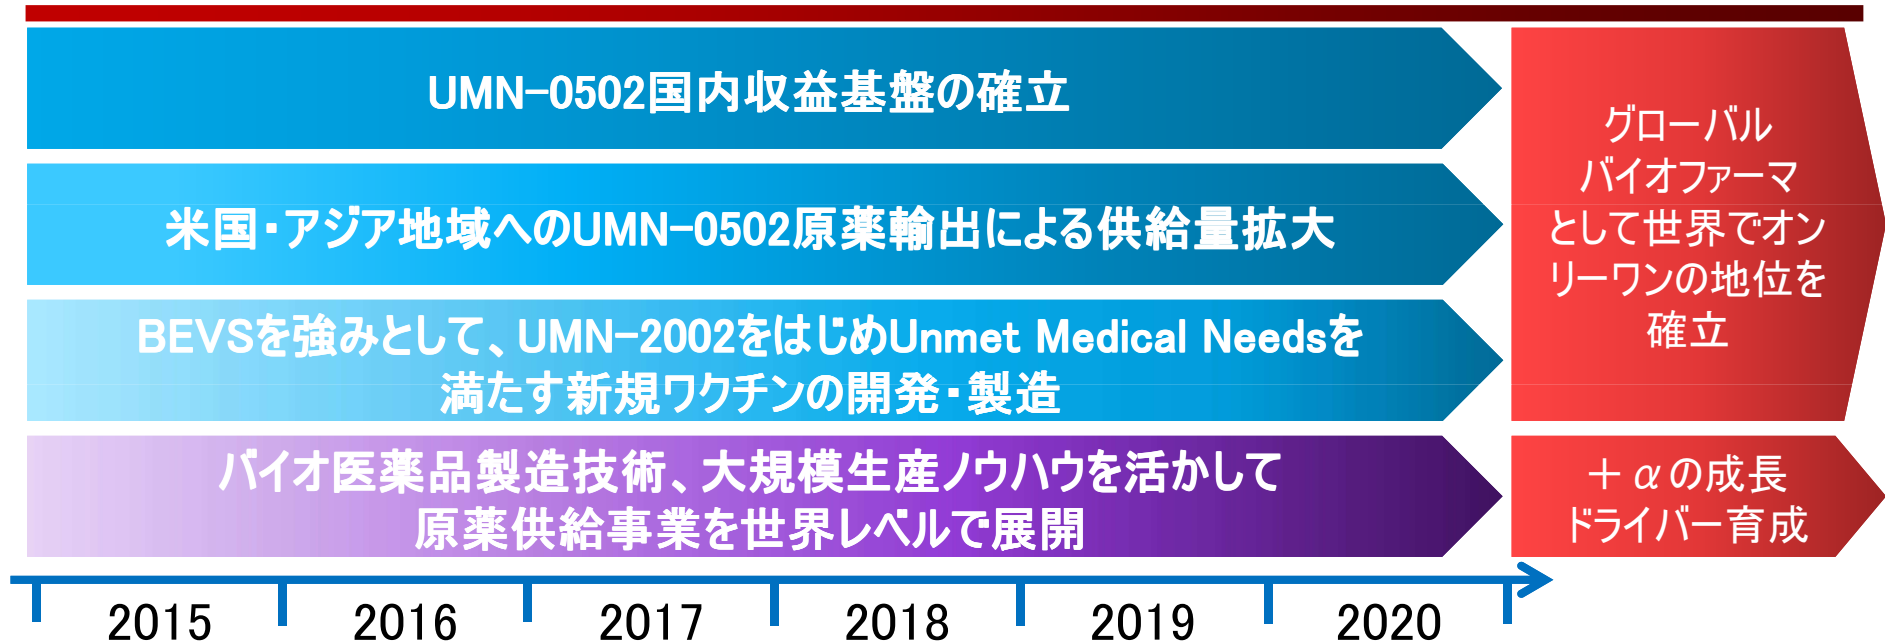 UMN-0502国内収益基盤の確立
米国・アジア地域へのUMN-0502原薬輸出による供給量拡大
BEVSを強みとして、UMN-2002をはじめUnmet Medical Needsを
満たす新規ワクチンの開発・製造
バイオ医薬品製造技術、大規模生産ノウハウを活かして
原薬供給事業を世界レベルで展開
グローバル
バイオファーマ
として世界でオン
リーワンの地位を
確立
＋αの成長
ドライバー育成
2015 2016 2017 2018 2019 2020